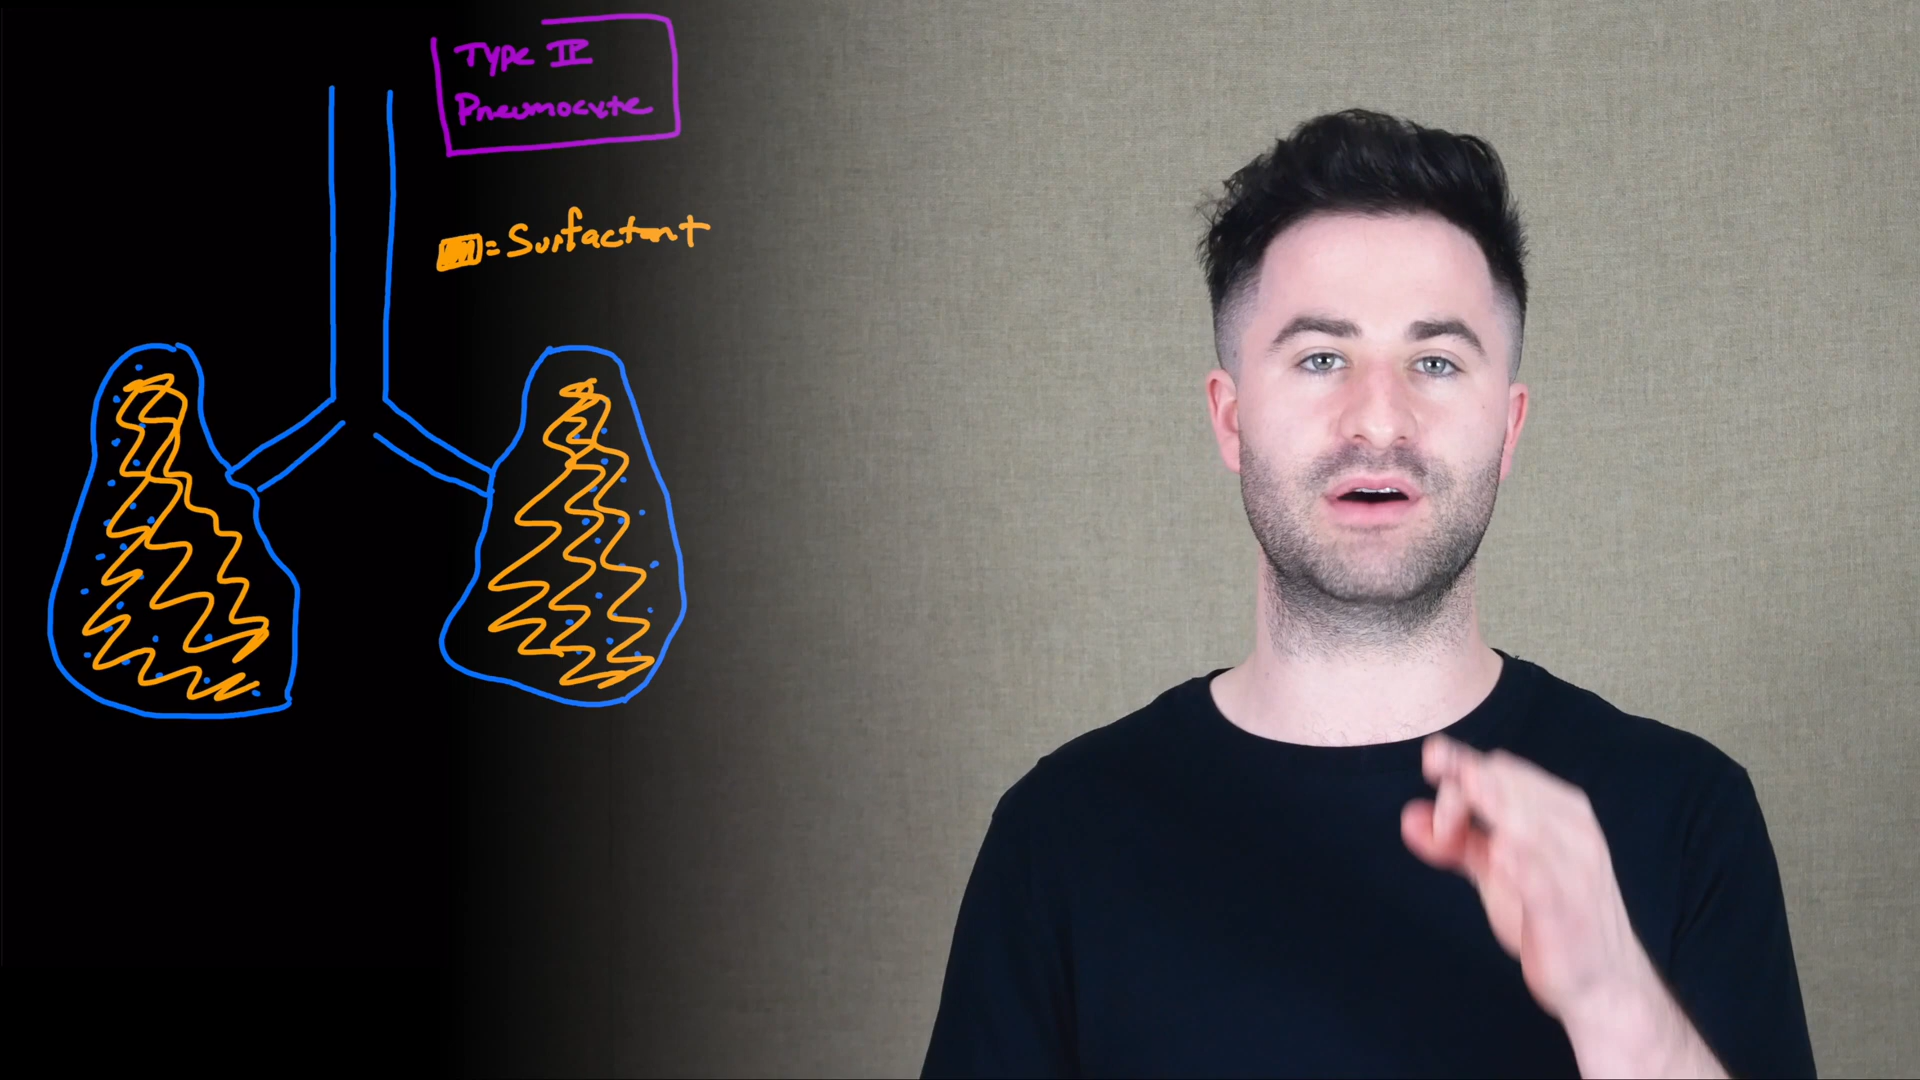 Type II
Pneumocyte
= Surfactant